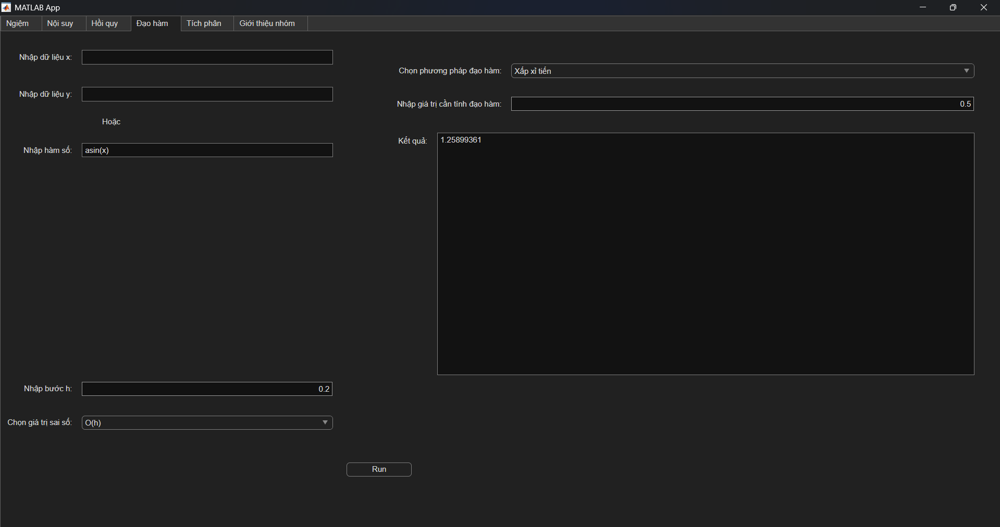 MATLAB App
Ngiệm
Nội suy
Hồi quy
Đạo hàm
Tích phân
Giới thiệu nhóm
Nhập dữ liệu x:
Nhập dữ liệu y:
Hoặc
Nhập hàm số: asin(x)
Nhập bước h: 0.2
Chọn giá trị sai số: O(h)
Chọn phương pháp đạo hàm: Xấp xỉ tiến
Nhập giá trị cần tính đạo hàm: 0.5
Kết quả: 1.25899361
Run